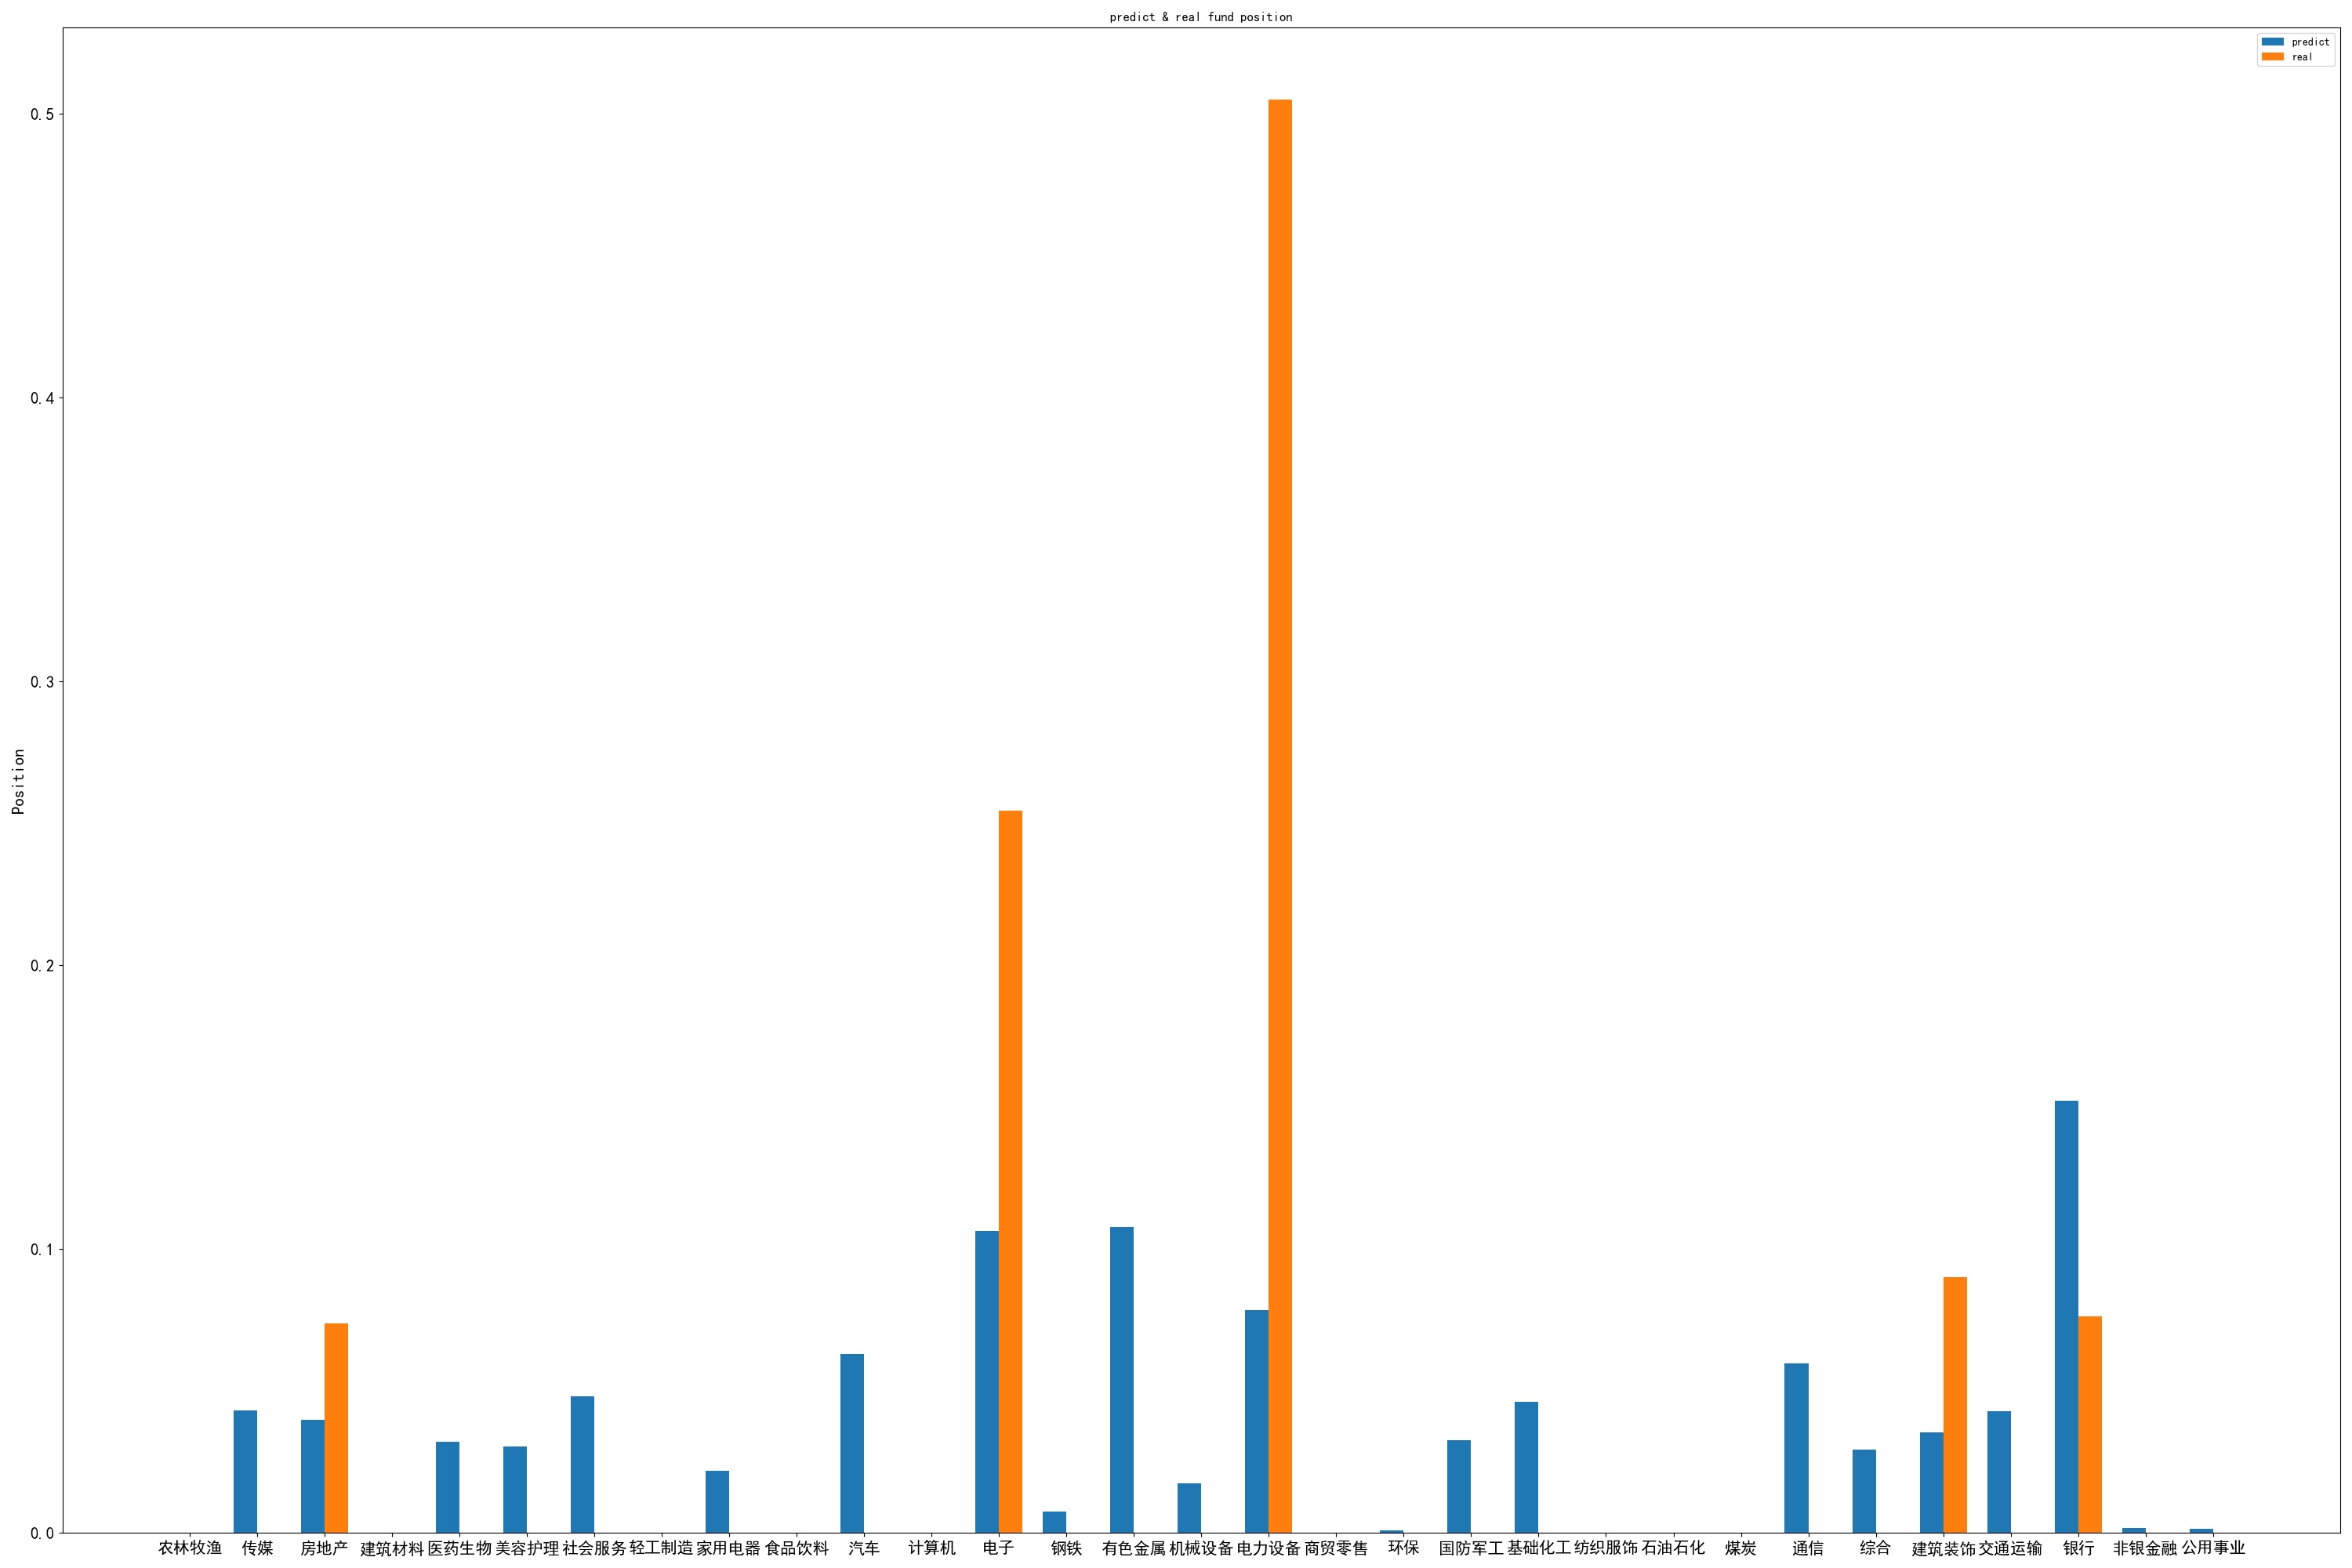 predict & real fund position
predict
real
Position
0.5
0.4
0.3
0.2
0.1
0.0
农林牧渔 传媒 房地产 建筑材料 医药生物 美容护理 社会服务 轻工制造 家用电器 食品饮料 汽车 计算机 电子 钢铁 有色金属 机械设备 电力设备 商贸零售 环保 国防军工 基础化工 纺织服饰 石油石化 煤炭 通信 综合 建筑装饰 交通运输 银行 非银金融 公用事业